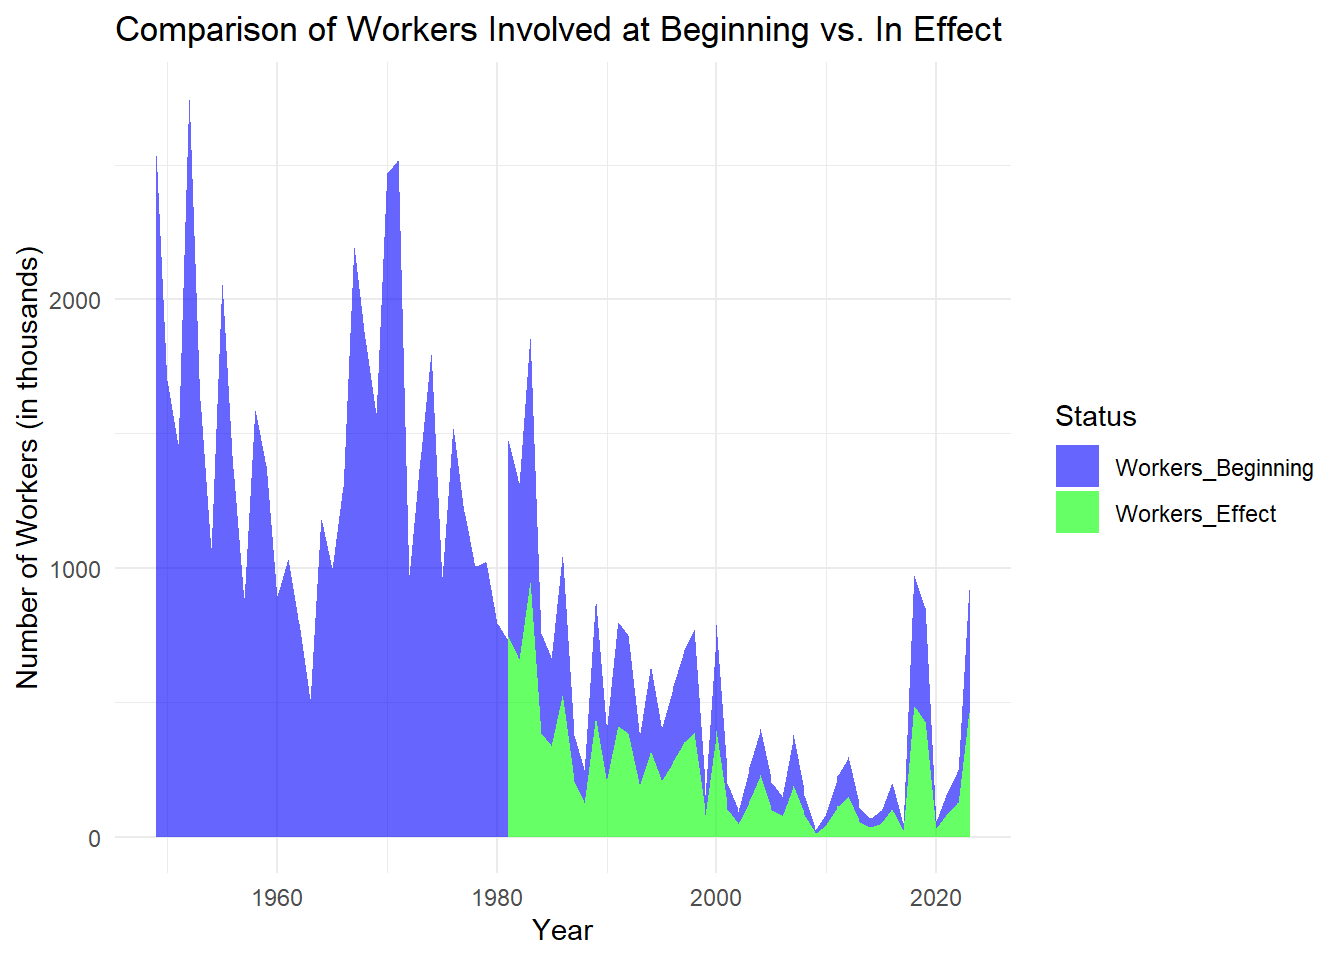 Comparison of Workers Involved at Beginning vs. In Effect
Number of Workers (in thousands)
2000
1000
0
1960
1980
2000
2020
Year
Status
Workers_Beginning
Workers_Effect